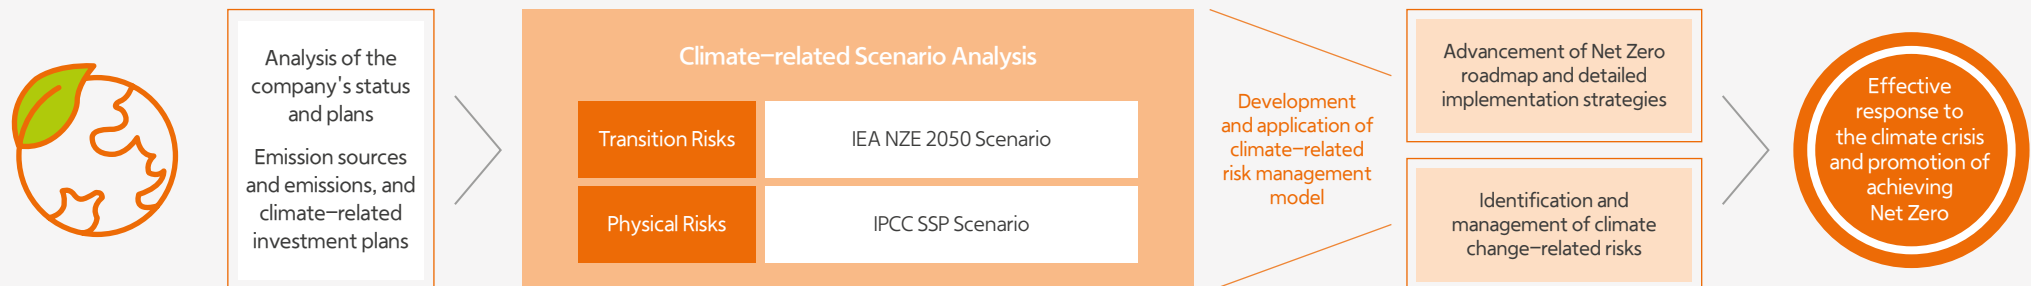 Analysis of the
company's status
and plans
Emission sources
and emissions, and
climate-related
investment plans
Climate-related Scenario Analysis
Transition Risks
IEA NZE 2050 Scenario
Physical Risks
IPCC SSP Scenario
Development
and application of
climate-related
risk management
model
Advancement of Net Zero
roadmap and detailed
implementation strategies
Identification and
management of climate
change-related risks
Effective
response to
the climate crisis
and promotion of
achieving
Net Zero